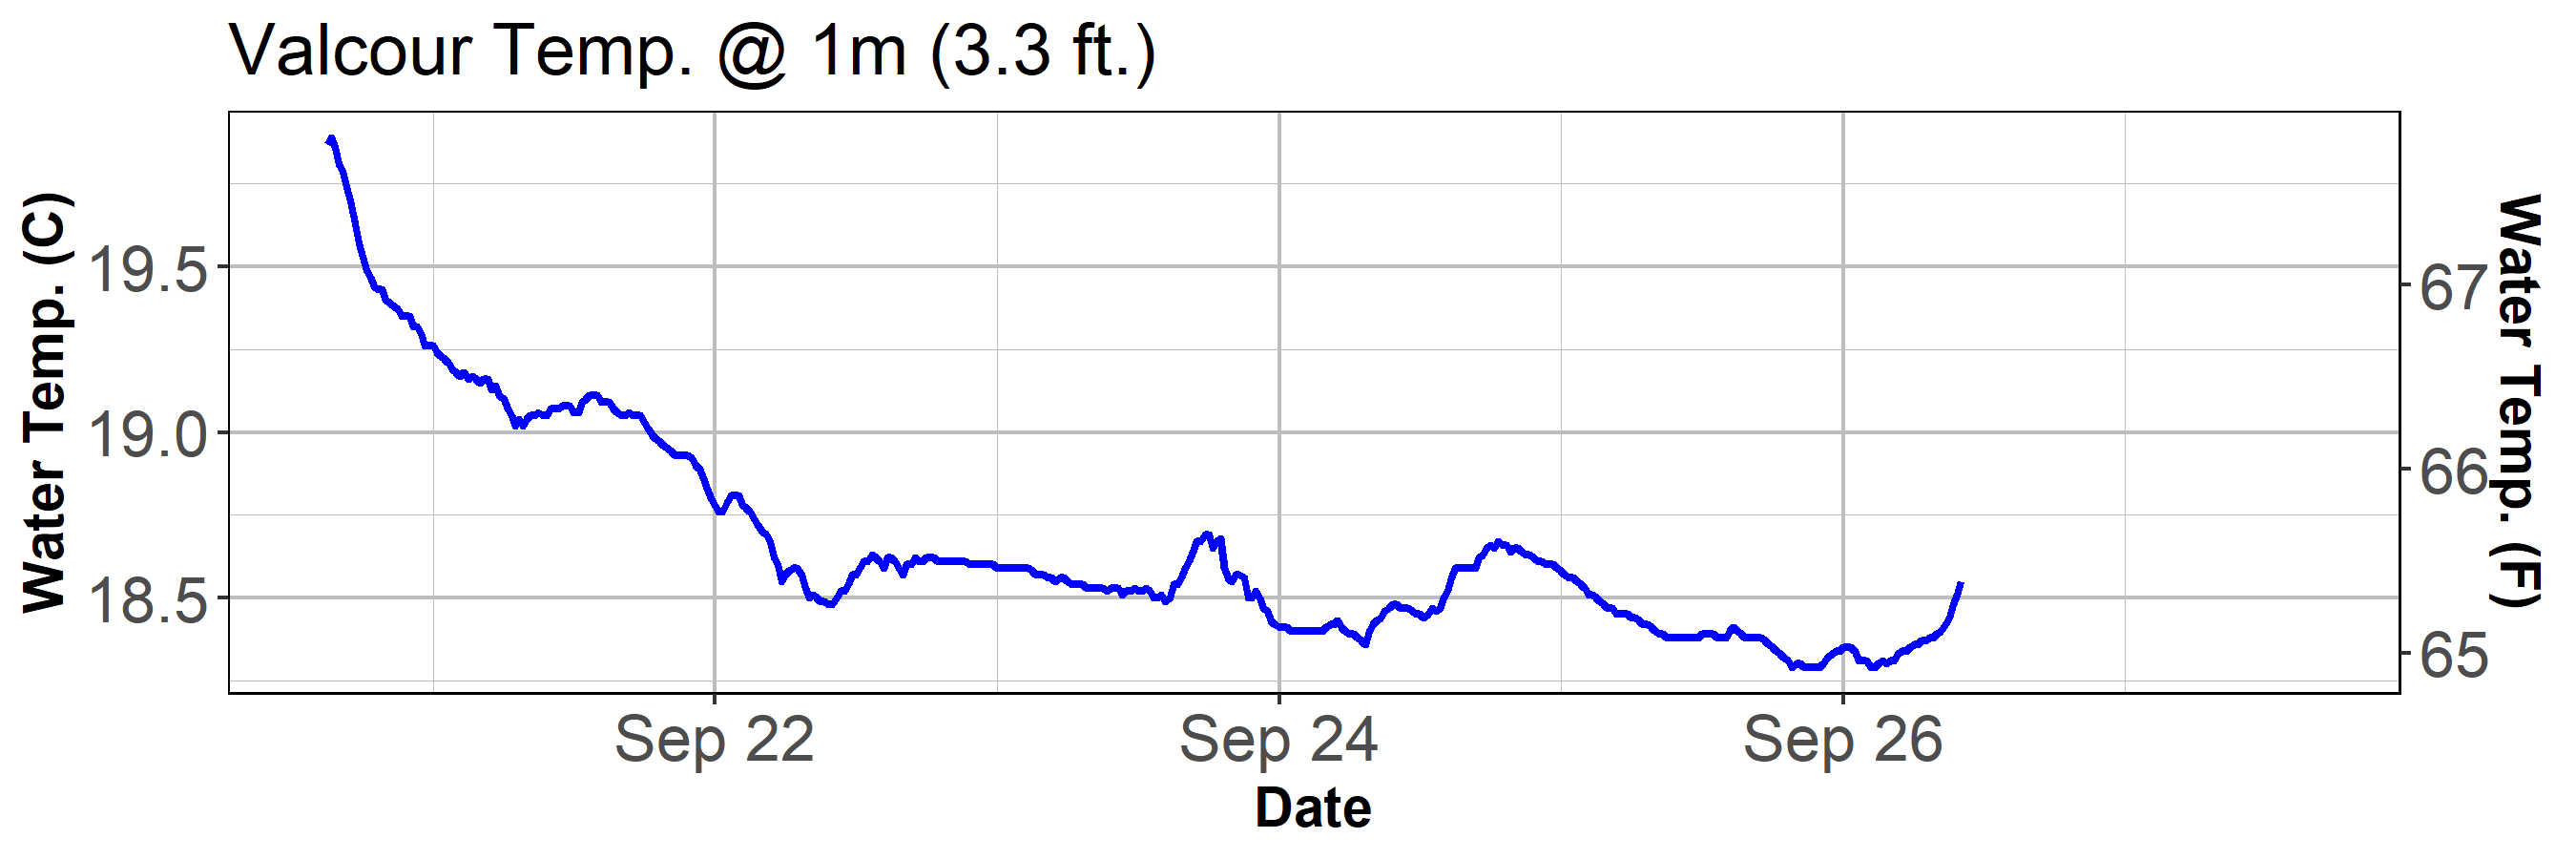 Valcour Temp. @ 1m (3.3 ft.)
Water Temp. (C)
19.5
19.0
18.5
67
66
65
Water Temp. (F)
Sep 22
Sep 24
Sep 26
Date